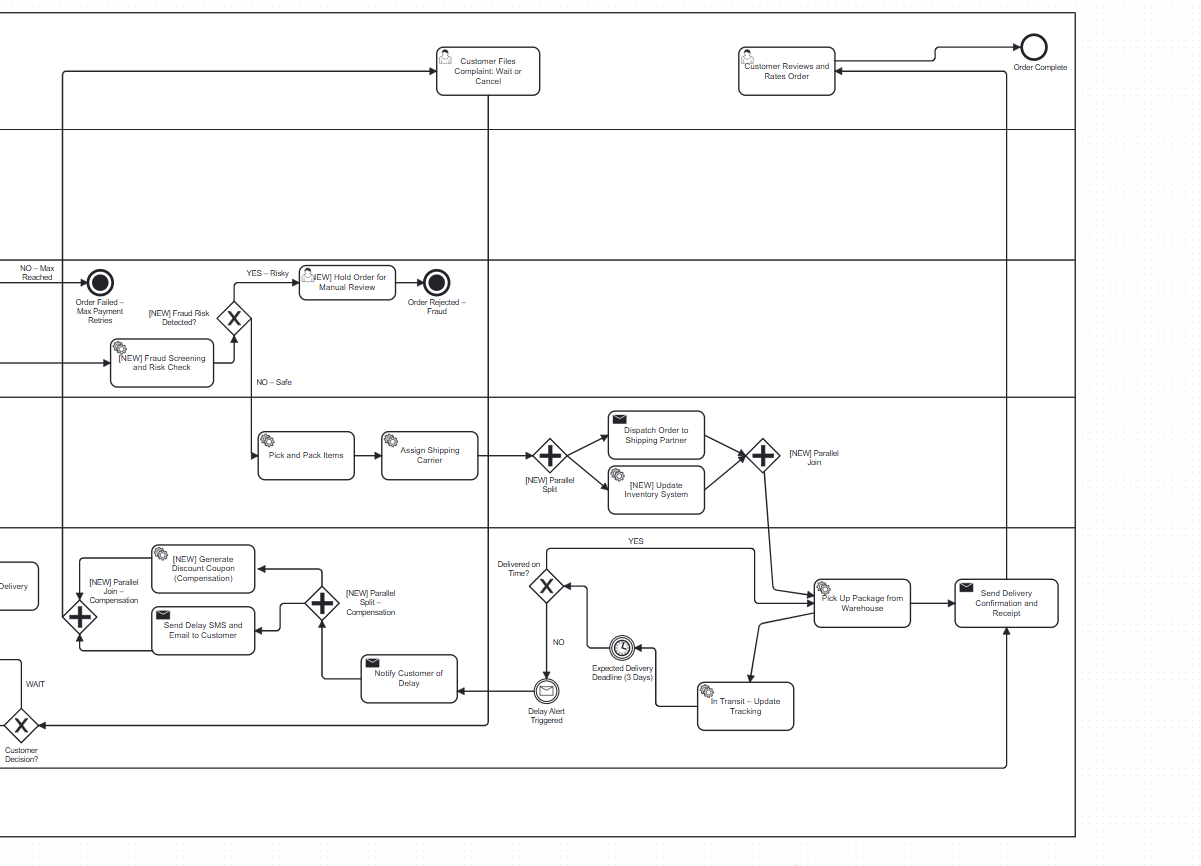 Customer Files
Complaint: Wait or
Cancel
Customer Reviews and
Rates Order
Order Complete
NO – Max
Reached
Order Failed –
Max Payment
Retries
[NEW] Fraud Risk
Detected?
YES – Risky
NEW] Hold Order for
Manual Review
Order Rejected –
Fraud
[NEW] Fraud Screening
and Risk Check
NO – Safe
Pick and Pack Items
Assign Shipping
Carrier
[NEW] Parallel
Split
Dispatch Order to
Shipping Partner
[NEW] Update
Inventory System
[NEW] Parallel
Join
Delivery
[NEW] Parallel
Join –
Compensation
[NEW] Generate
Discount Coupon
(Compensation)
Send Delay SMS and
Email to Customer
[NEW] Parallel
Split –
Compensation
Notify Customer of
Delay
Delivered on
Time?
YES
NO
Delay Alert
Triggered
Expected Delivery
Deadline (3 Days)
In Transit – Update
Tracking
Pick Up Package from
Warehouse
Send Delivery
Confirmation and
Receipt
WAIT
Customer
Decision?